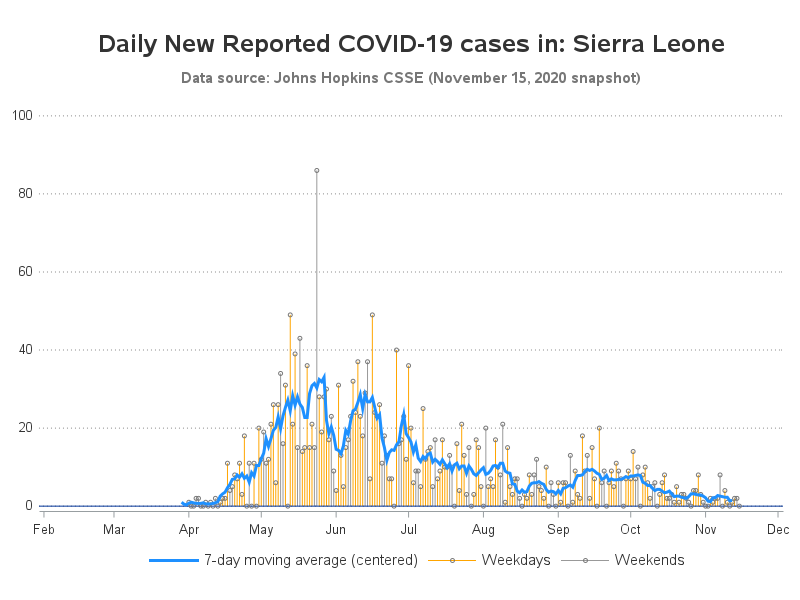 Daily New Reported COVID-19 cases in: Sierra Leone
Data source: Johns Hopkins CSSE (November 15, 2020 snapshot)
100
80
60
40
20
0
Feb Mar Apr May Jun Jul Aug Sep Oct Nov Dec
7-day moving average (centered) Weekdays Weekends